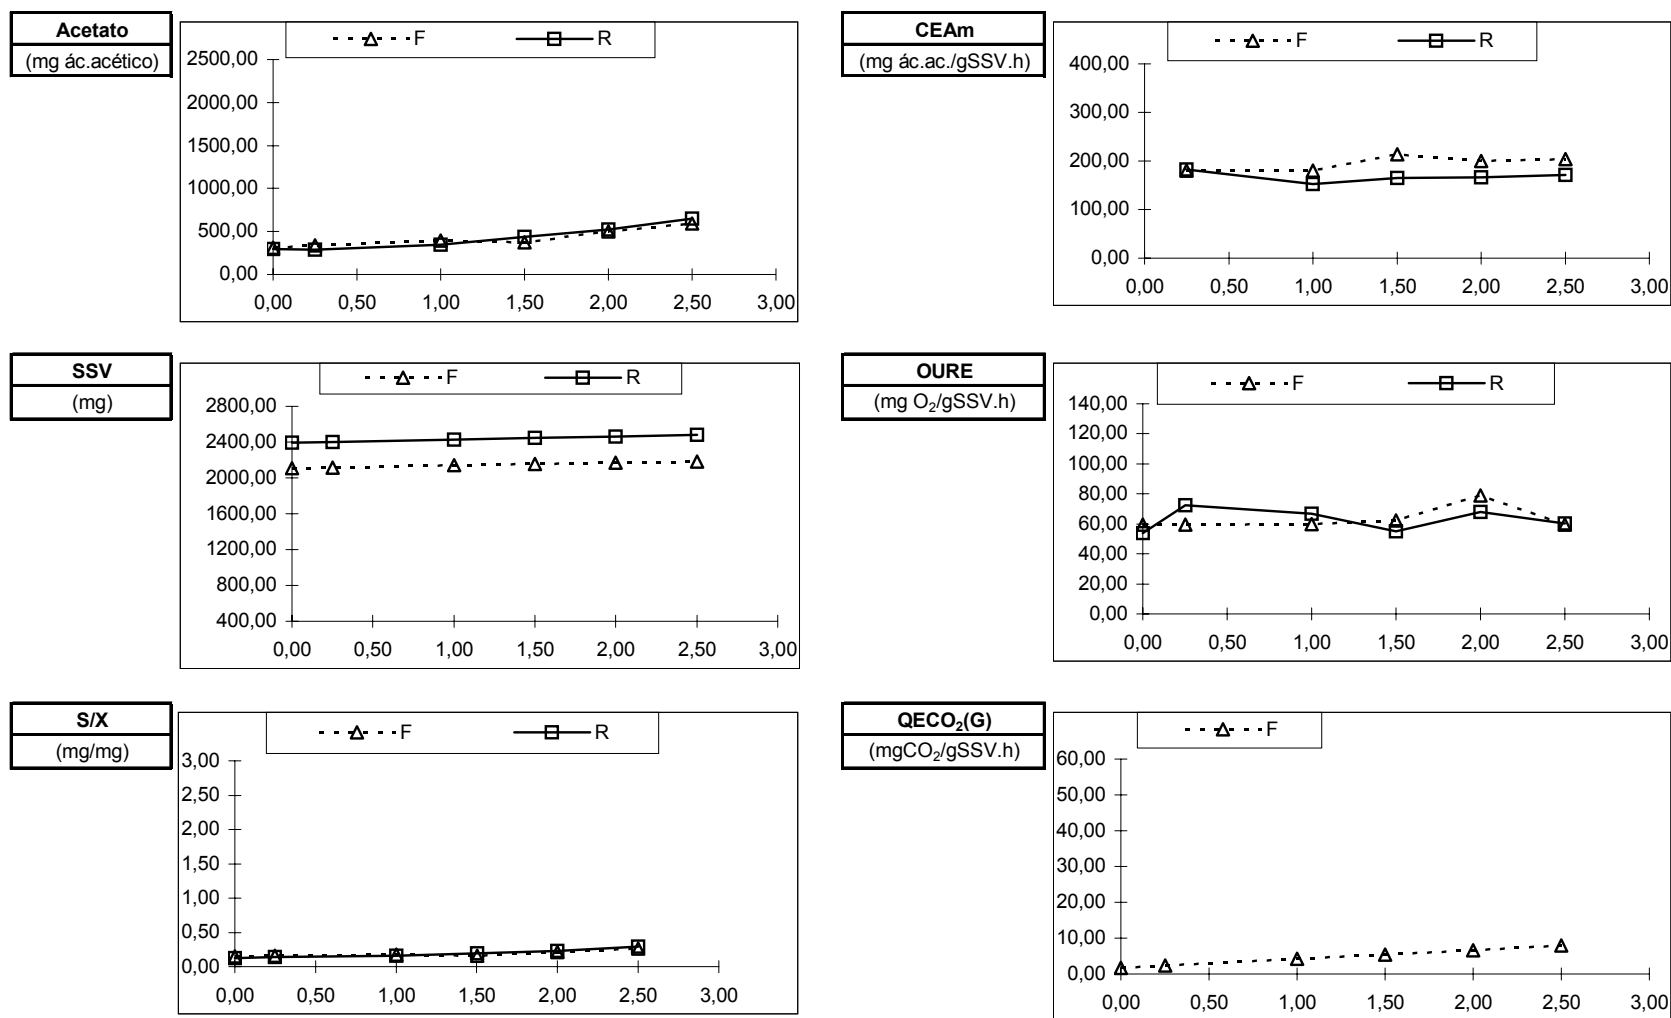 Acetato
(mg ác.acético)
F R
2500,00
2000,00
1500,00
1000,00
500,00
0,00
0,00 0,50 1,00 1,50 2,00 2,50 3,00
CEAm
(mg ác.ac./gSSV.h)
F R
400,00
300,00
200,00
100,00
0,00
0,00 0,50 1,00 1,50 2,00 2,50 3,00
SSV
(mg)
F R
2800,00
2400,00
2000,00
1600,00
1200,00
800,00
400,00
0,00 0,50 1,00 1,50 2,00 2,50 3,00
OURE
(mg O₂/gSSV.h)
F R
140,00
120,00
100,00
80,00
60,00
40,00
20,00
0,00
0,00 0,50 1,00 1,50 2,00 2,50 3,00
S/X
(mg/mg)
F R
3,00
2,50
2,00
1,50
1,00
0,50
0,00
0,00 0,50 1,00 1,50 2,00 2,50 3,00
QECO₂(G)
(mgCO₂/gSSV.h)
F
60,00
50,00
40,00
30,00
20,00
10,00
0,00
0,00 0,50 1,00 1,50 2,00 2,50 3,00